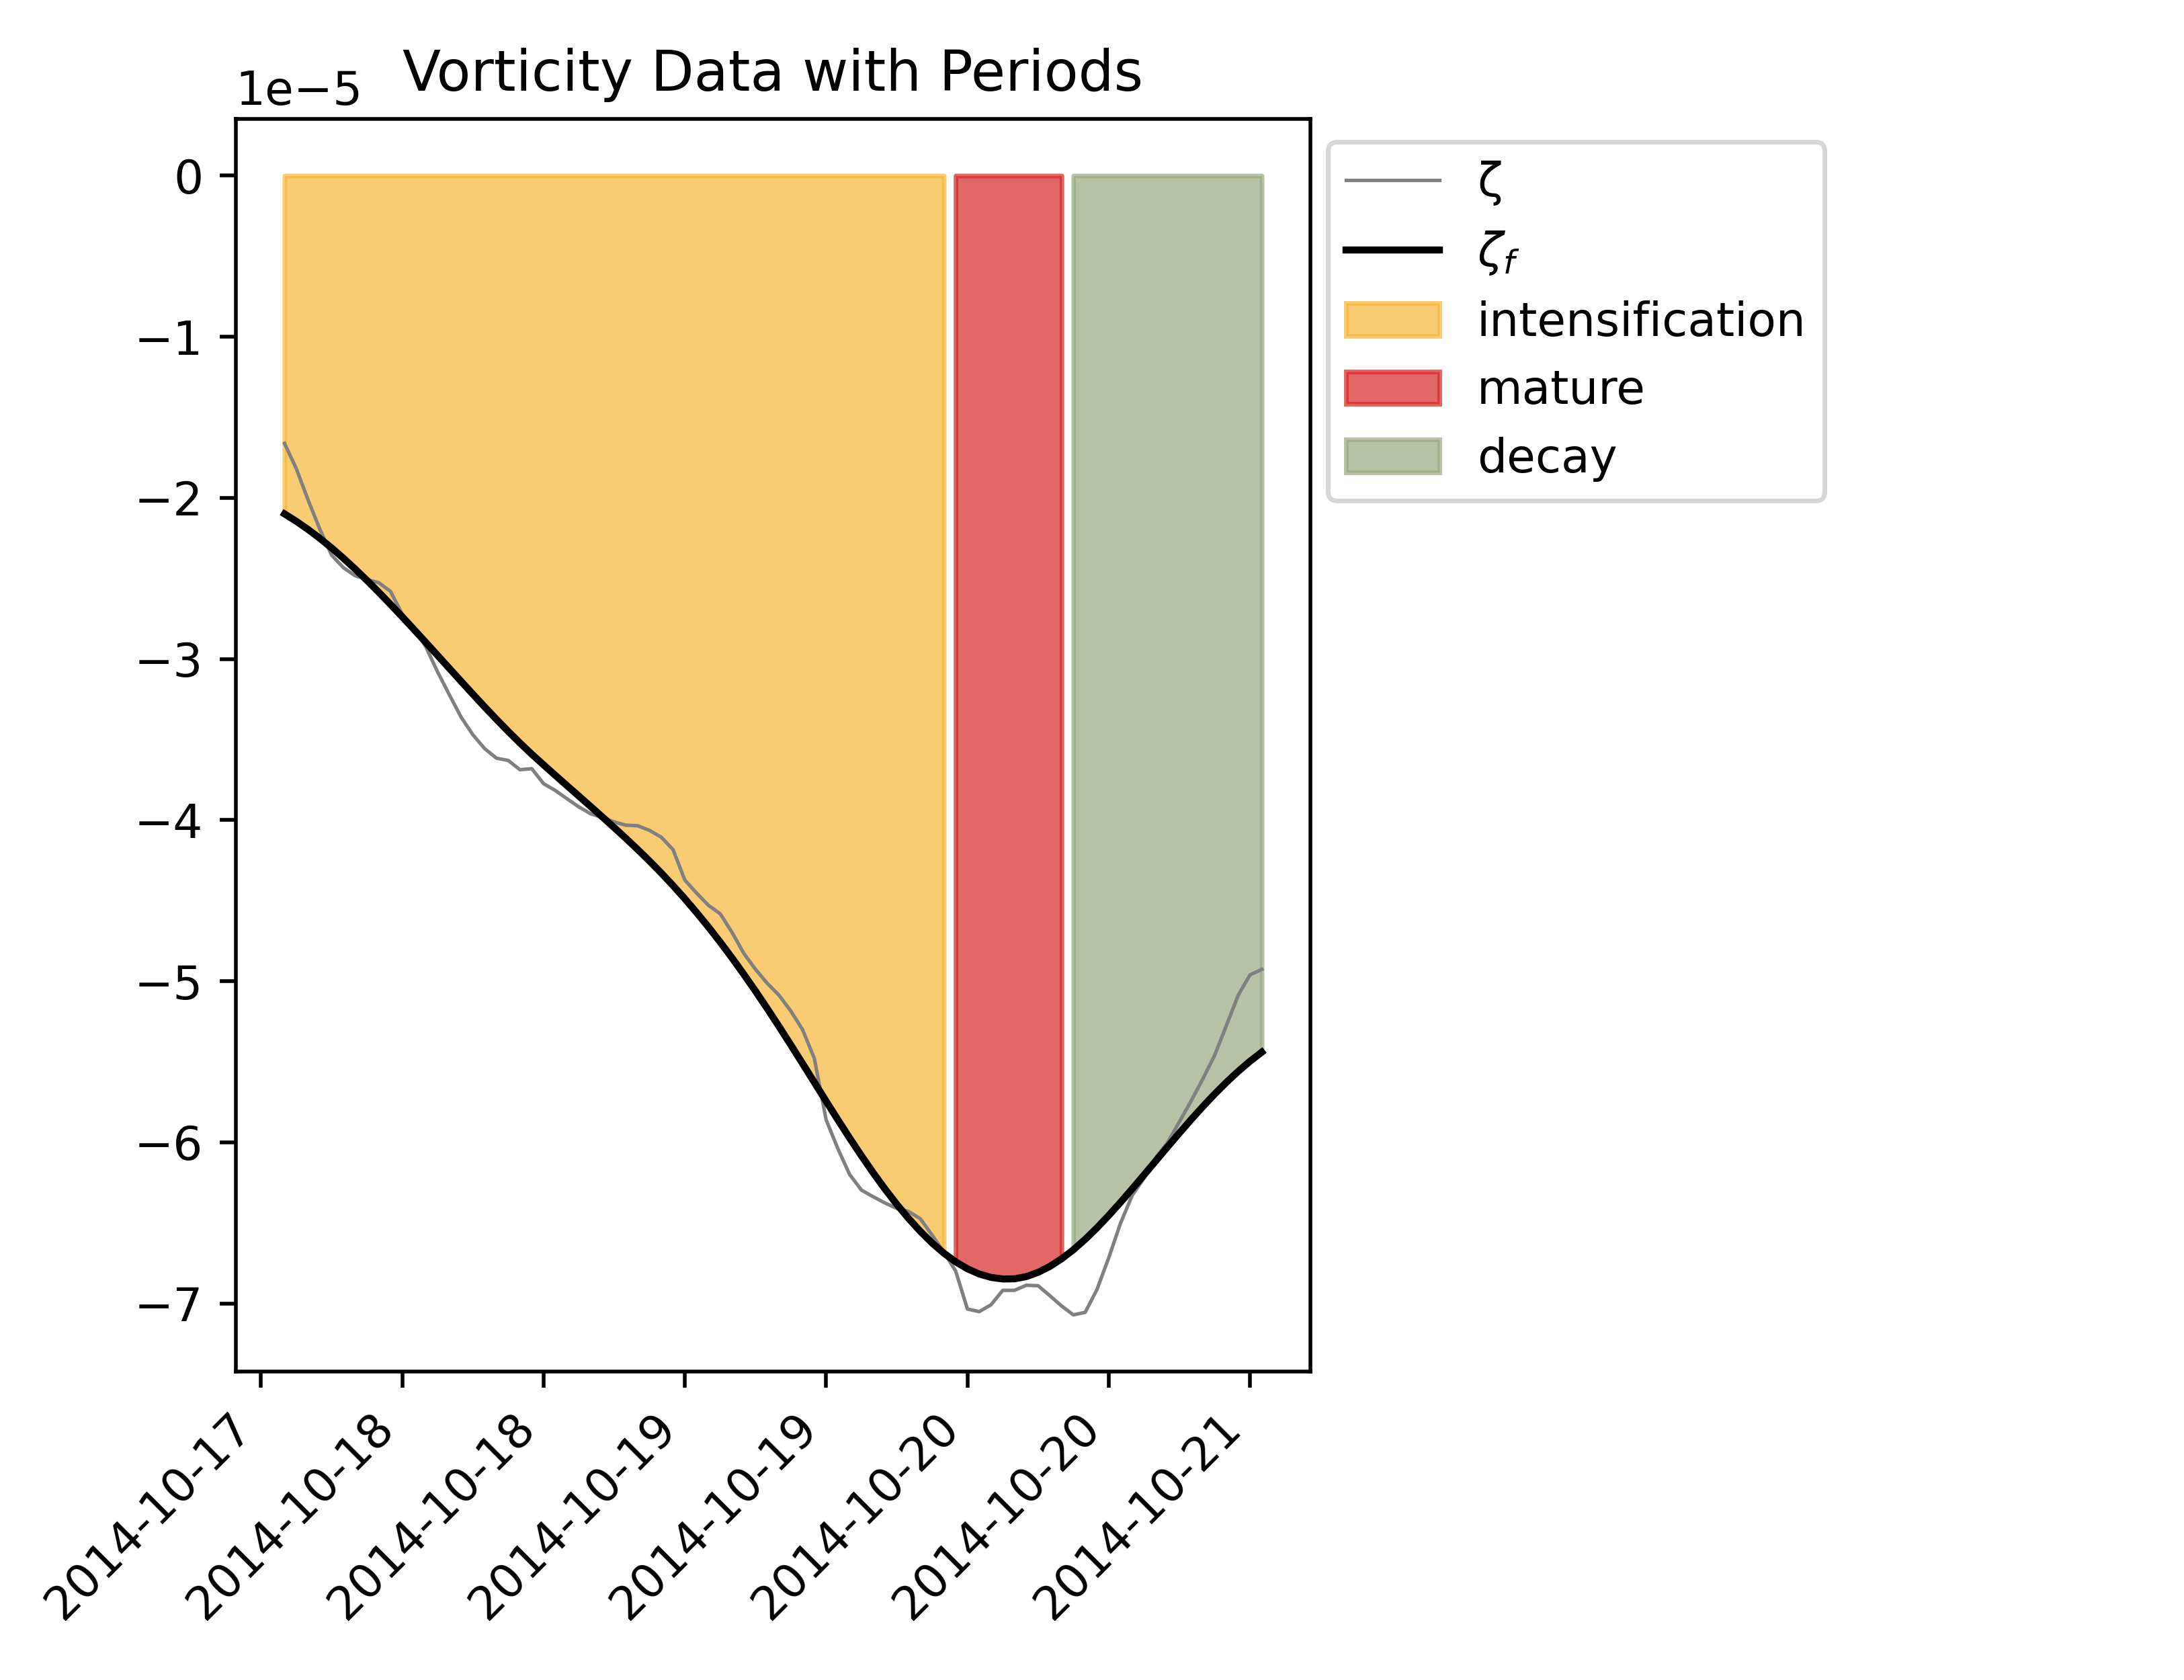 Vorticity Data with Periods
1e−5
0
−1
−2
−3
−4
−5
−6
−7
2014-10-17
2014-10-18
2014-10-18
2014-10-19
2014-10-19
2014-10-20
2014-10-20
2014-10-21
ζ
ζf
intensification
mature
decay